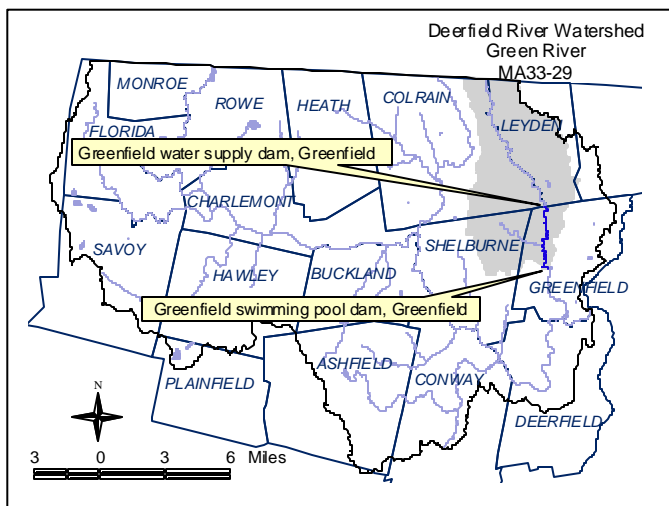 Deerfield River Watershed
Green River
MA33-29
MONROE
ROWE
HEATH
COLRAIN
LEYDEN
FLORIDA
Greenfield water supply dam, Greenfield
CHARLEMONT
SAVOY
SHELBURNE
HAWLEY
BUCKLAND
GREENFIELD
Greenfield swimming pool dam, Greenfield
ASHFIELD
PLAINFIELD
CONWAY
DEERFIELD
N
3 0 3 6 Miles